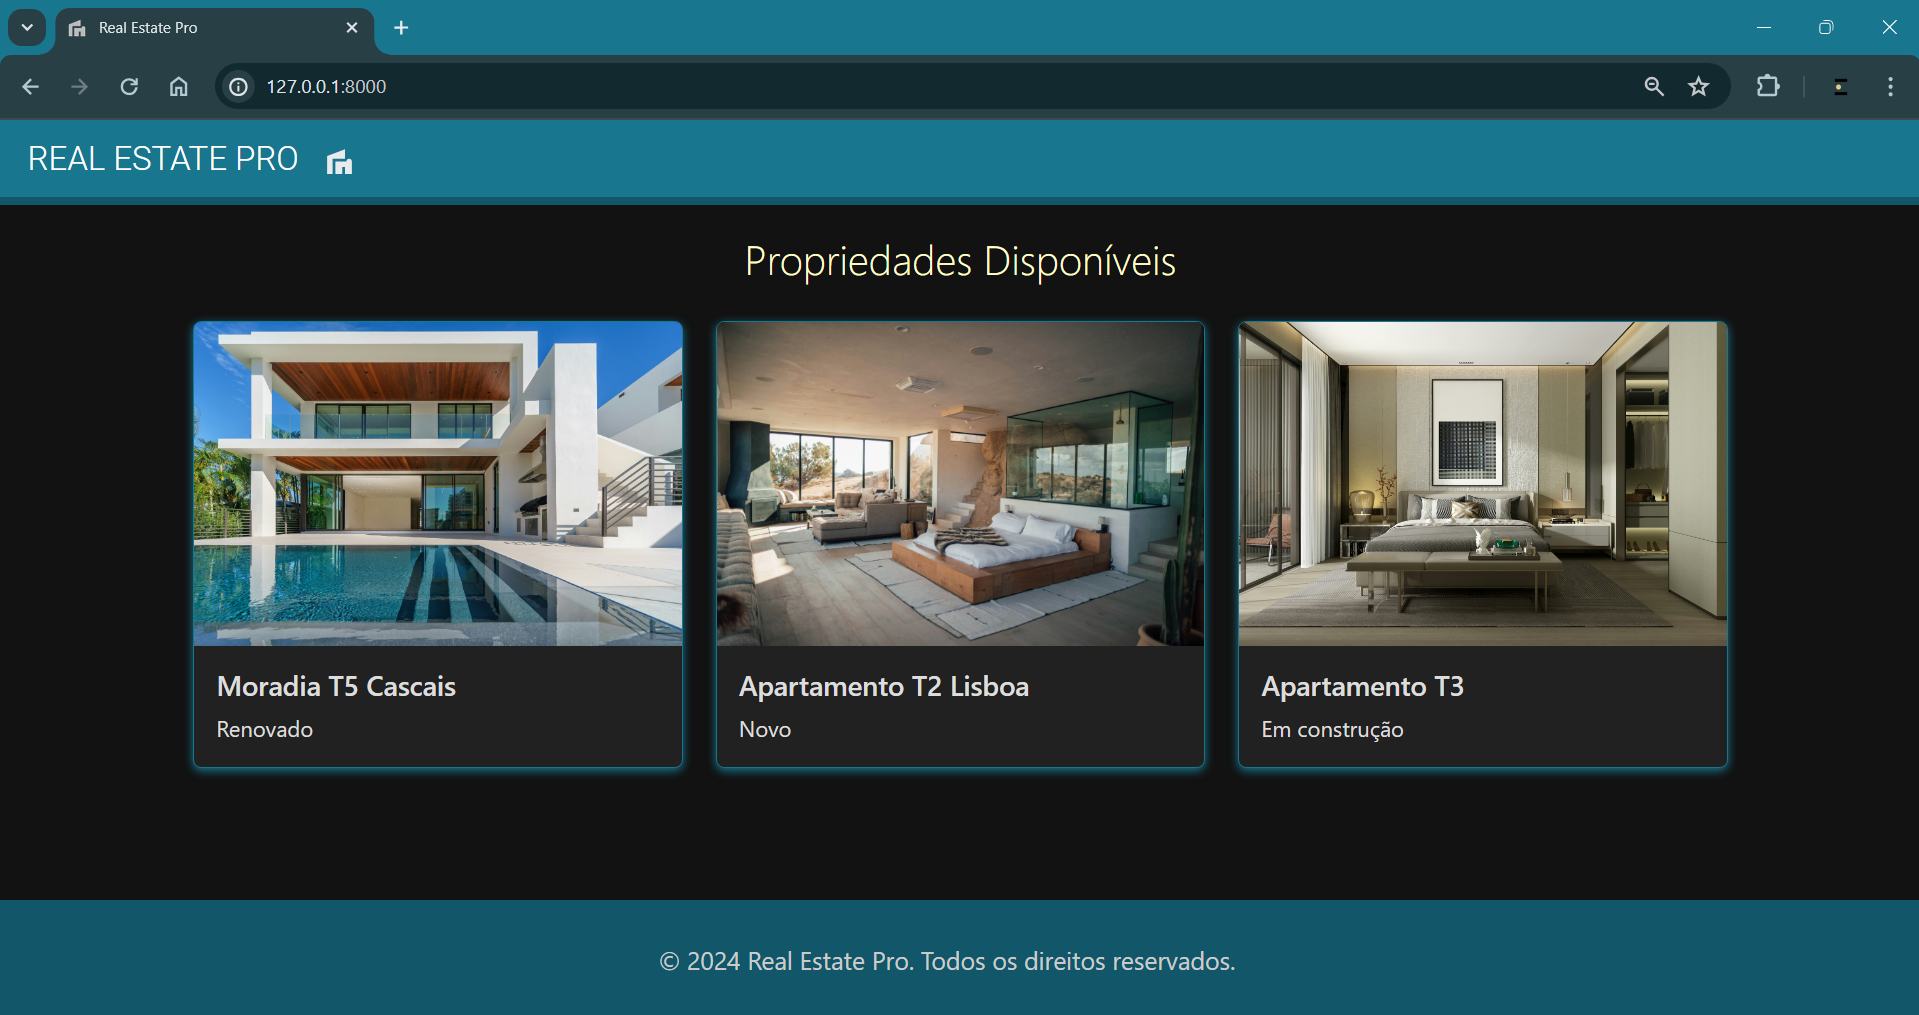 Real Estate Pro
127.0.0.1:8000
REAL ESTATE PRO
Propriedades Disponíveis
Moradia T5 Cascais
Renovado
Apartamento T2 Lisboa
Novo
Apartamento T3
Em construção
© 2024 Real Estate Pro. Todos os direitos reservados.